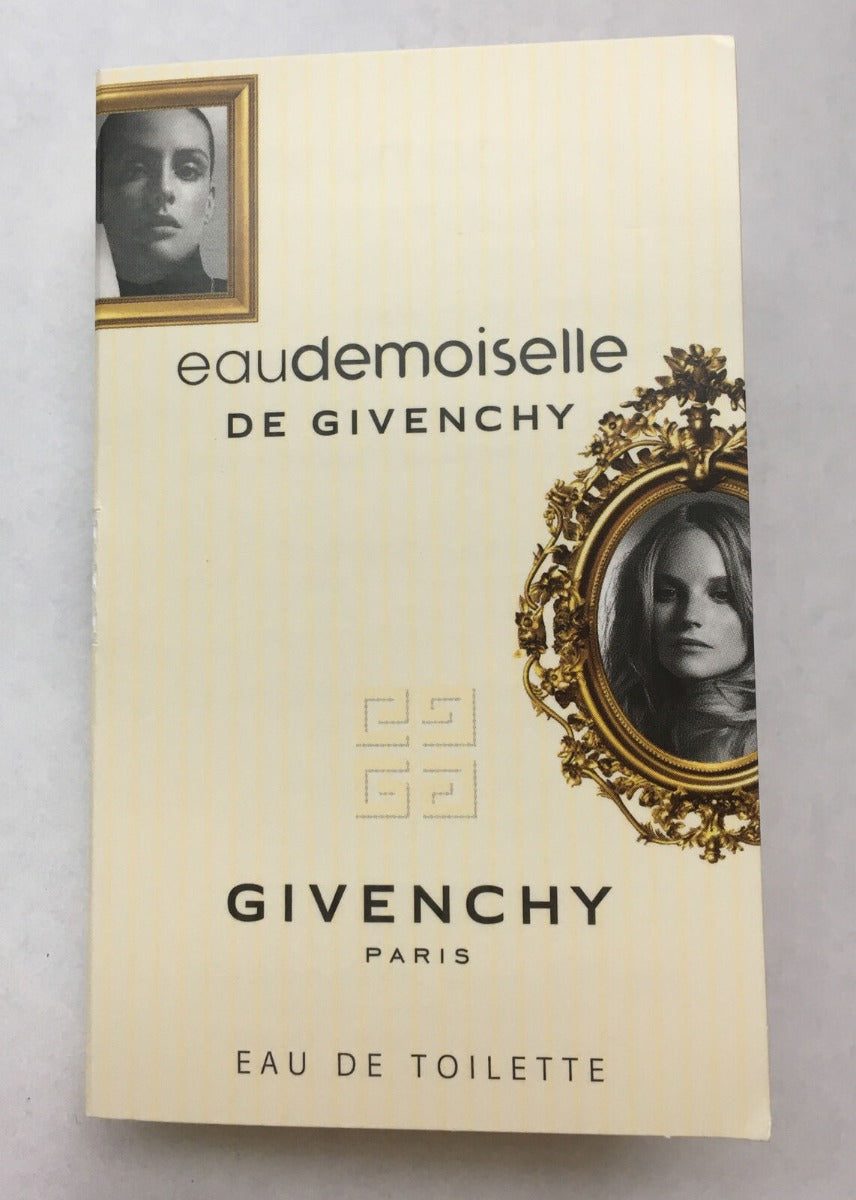 eaudemoiselle
DE GIVENCHY
GIVENCHY
PARIS
EAU DE TOILETTE